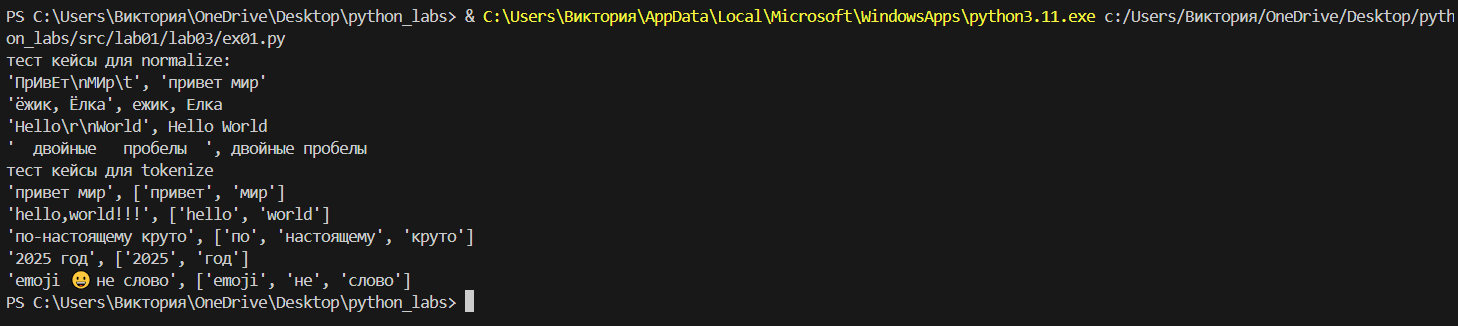 PS C:\Users\Виктория\OneDrive\Desktop\python_labs> & C:\Users\Виктория\AppData\Local\Microsoft\WindowsApps\python3.11.exe c:/Users/Виктория/OneDrive/Desktop/pyth
on_labs/src/lab01/lab03/ex01.py
тест кейсы для normalize:
'ПрИвЕт\nМИр\t', 'привет мир'
'ёжик, Ёлка', ежик, Елка
'Hello\r\nWorld', Hello World
'  двойные   пробелы  ', двойные пробелы
тест кейсы для tokenize
'привет мир', ['привет', 'мир']
'hello,world!!!', ['hello', 'world']
'по-настоящему круто', ['по', 'настоящему', 'круто']
'2025 год', ['2025', 'год']
'emoji 😀 не слово', ['emoji', 'не', 'слово']
PS C:\Users\Виктория\OneDrive\Desktop\python_labs>